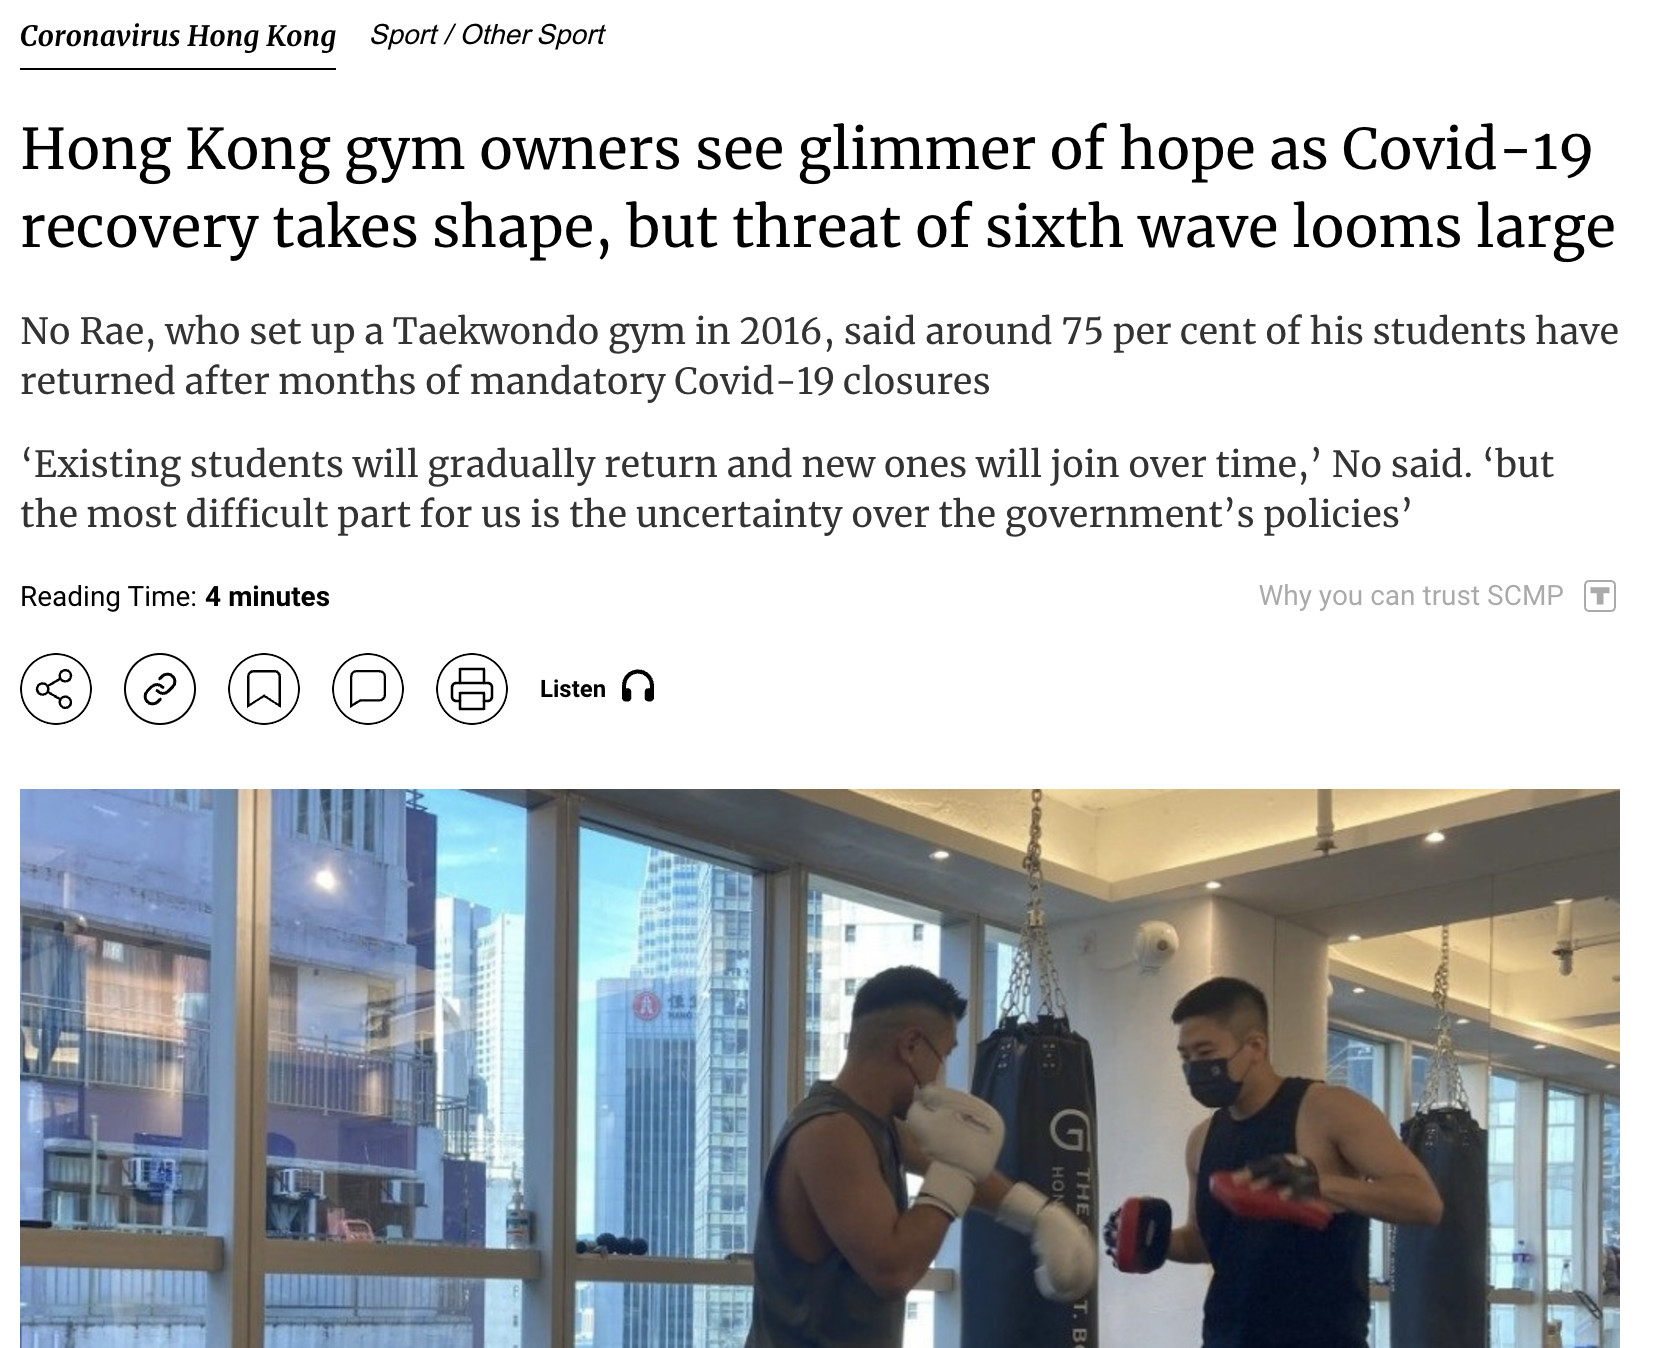 Coronavirus Hong Kong Sport / Other Sport
Hong Kong gym owners see glimmer of hope as Covid-19
recovery takes shape, but threat of sixth wave looms large
No Rae, who set up a Taekwondo gym in 2016, said around 75 per cent of his students have
returned after months of mandatory Covid-19 closures
‘Existing students will gradually return and new ones will join over time,’ No said. ‘but
the most difficult part for us is the uncertainty over the government’s policies’
Reading Time: 4 minutes
Why you can trust SCMP T
Listen
G
THE